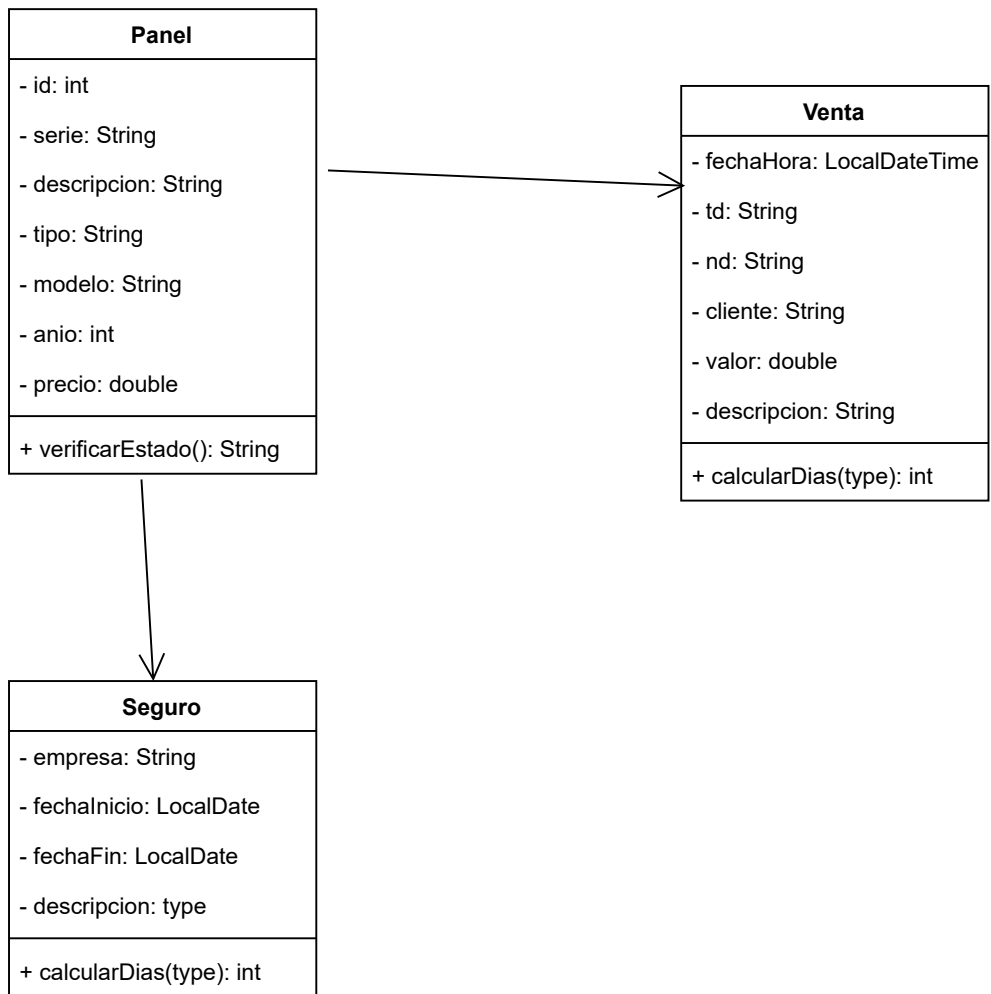 Panel
- id: int
- serie: String
- descripcion: String
- tipo: String
- modelo: String
- anio: int
- precio: double
+ verificarEstado(): String
Venta
- fechaHora: LocalDateTime
- td: String
- nd: String
- cliente: String
- valor: double
- descripcion: String
+ calcularDias(type): int
Seguro
- empresa: String
- fechaInicio: LocalDate
- fechaFin: LocalDate
- descripcion: type
+ calcularDias(type): int